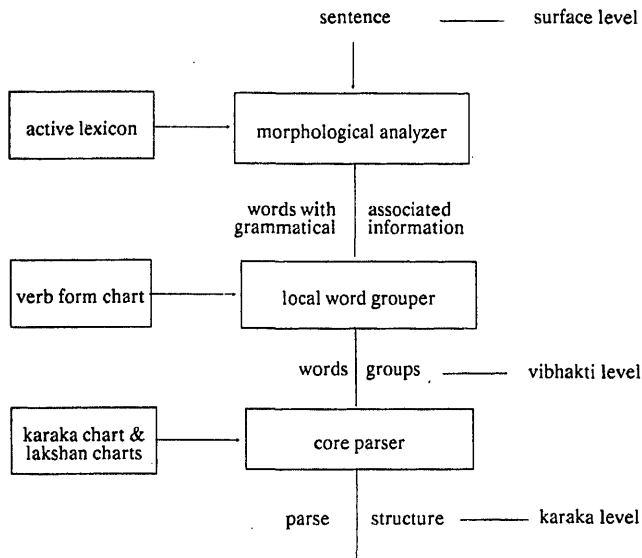 sentence surface level
active lexicon morphological analyzer
words with associated
grammatical information
verb form chart local word grouper
words groups vibhakti level
karaka chart &
lakshan charts
core parser
parse structure karaka level